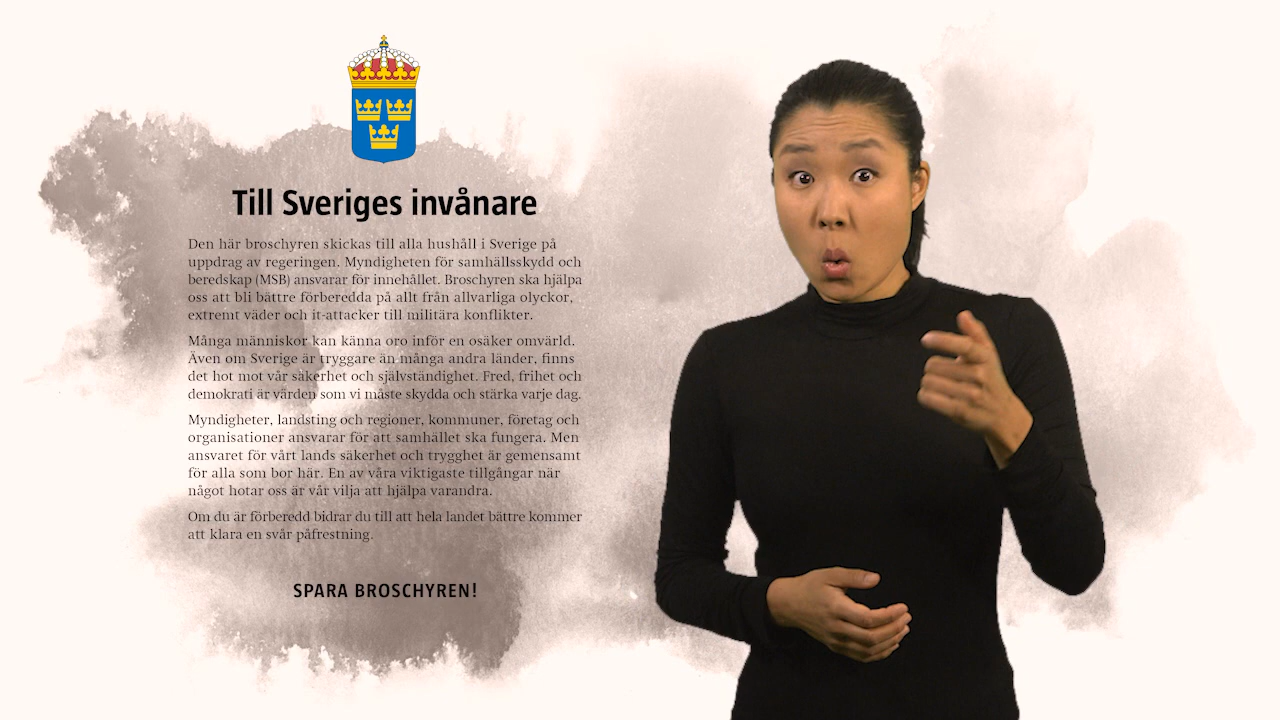 Till Sveriges invånare
Den här broschyren skickas till alla hushåll i Sverige på
uppdrag av regeringen. Myndigheten för samhällsskydd och
beredskap (MSB) ansvarar för innehållet. Broschyren ska hjälpa
oss att bli bättre förberedda på allt från allvarliga olyckor,
extremt väder och it-attacker till militära konflikter.
Många människor kan känna oro inför en osäker omvärld.
Även om Sverige är tryggare än många andra länder, finns
det hot mot vår säkerhet och självständighet. Fred, frihet och
demokrati är värden som vi måste skydda och stärka varje dag.
Myndigheter, landsting och regioner, kommuner, företag och
organisationer ansvarar för att samhället ska fungera. Men
ansvaret för vårt lands säkerhet och trygghet är gemensamt
för alla som bor här. En av våra viktigaste tillgångar när
något hotar oss är vår vilja att hjälpa varandra.
Om du är förberedd bidrar du till att hela landet bättre kommer
att klara en svår påfrestning.
SPARA BROSCHYREN!